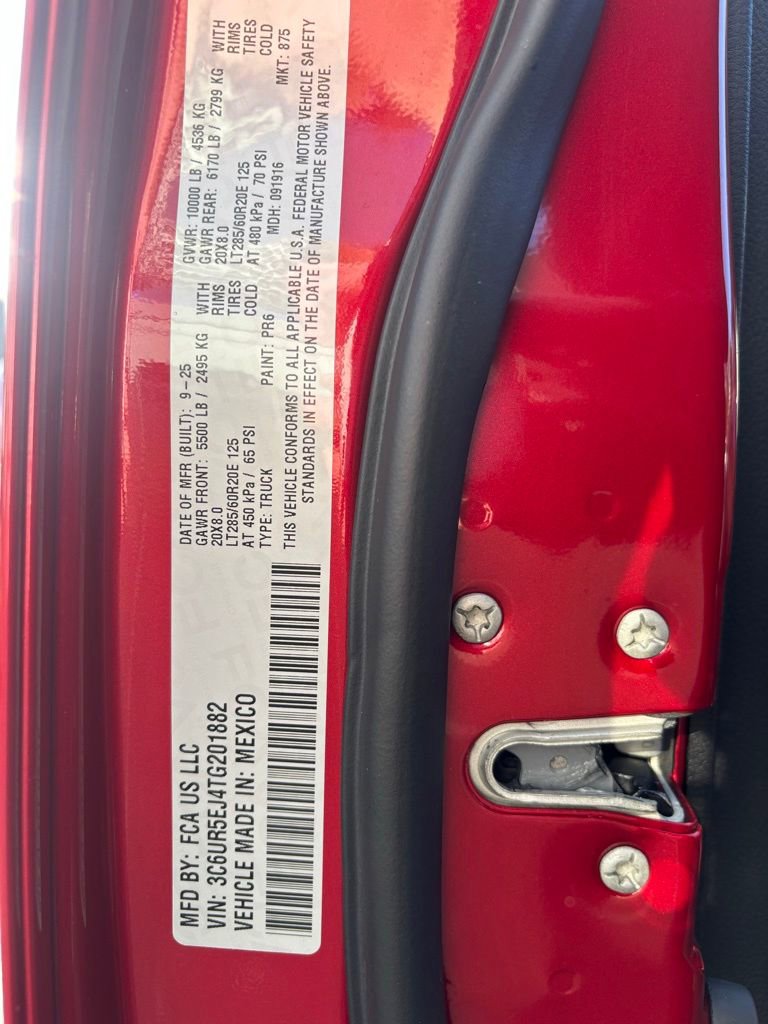 MFD BY: FCA US LLC
VIN: 3C6UR5EJ4TG201882
VEHICLE MADE IN: MEXICO
DATE OF MFR (BUILT): 9-25 GVWR: 10000 LB / 4536 KG
GAWR FRONT: 5500 LB / 2495 KG WITH GAWR REAR: 6170 LB / 2799 KG WITH
20X8.0 RIMS 20X8.0 RIMS
LT285/60R20E 125 TIRES LT285/60R20E 125 TIRES
AT 450 kPa / 65 PSI COLD AT 480 kPa / 70 PSI COLD
TYPE: TRUCK PAINT: PR6 MDH: 091916 MKT: 875
THIS VEHICLE CONFORMS TO ALL APPLICABLE U.S.A. FEDERAL MOTOR VEHICLE SAFETY
STANDARDS IN EFFECT ON THE DATE OF MANUFACTURE SHOWN ABOVE.